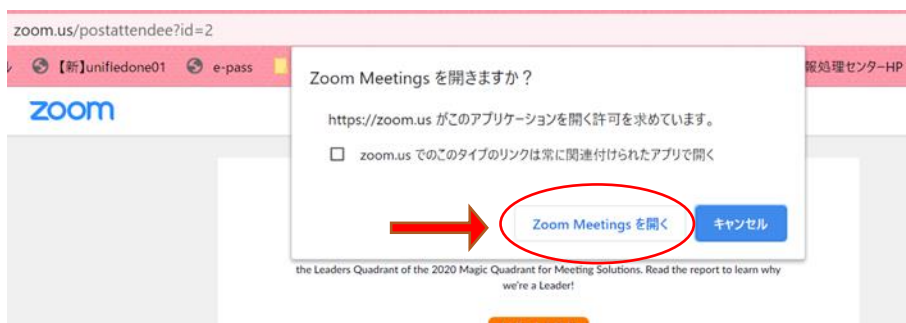 zoom.us/postattendee?id=2
【新】unifiedone01 e-pass
報処理センターHP
zoom
Zoom Meetings を開きますか？
https://zoom.us がこのアプリケーションを開く許可を求めています。
zoom.us でのこのタイプのリンクは常に関連付けられたアプリで開く
Zoom Meetings を開く キャンセル
the Leaders Quadrant of the 2020 Magic Quadrant for Meeting Solutions. Read the report to learn why
we're a Leader!